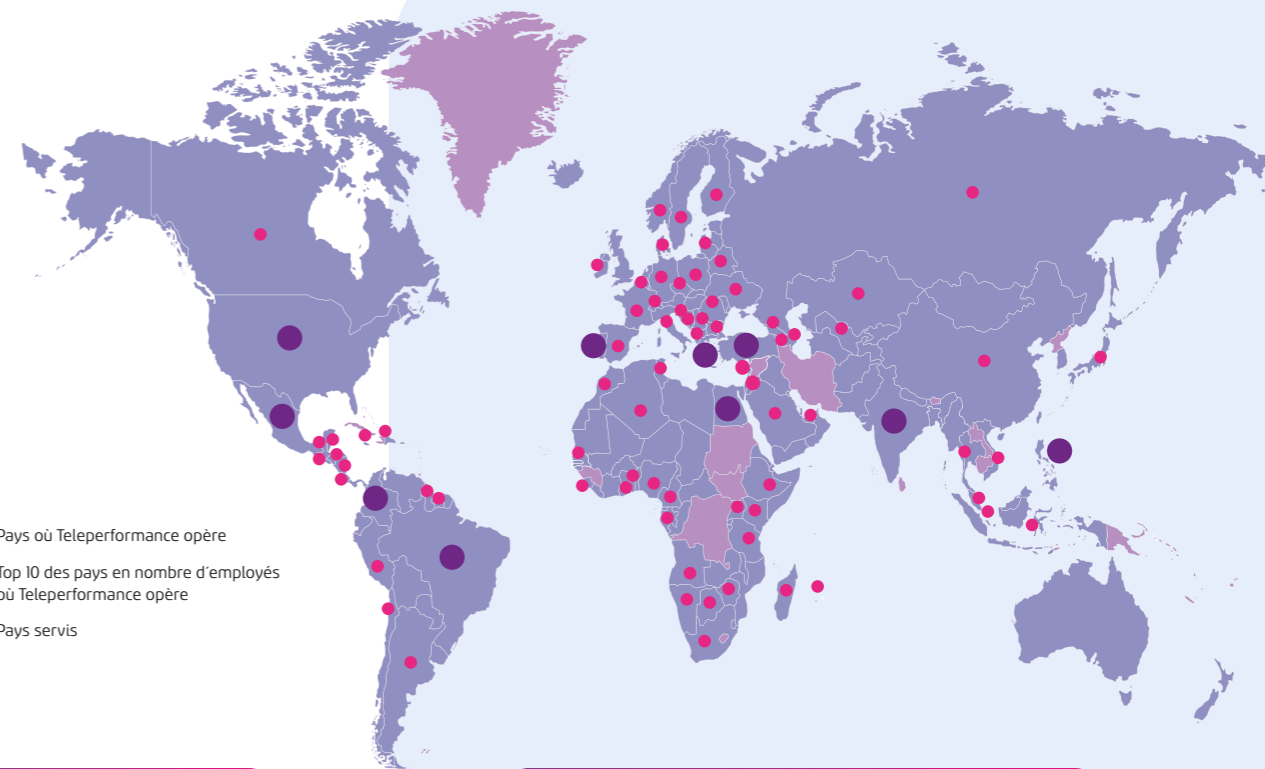 Pays où Teleperformance opère
Top 10 des pays en nombre d'employés
où Teleperformance opère
Pays servis